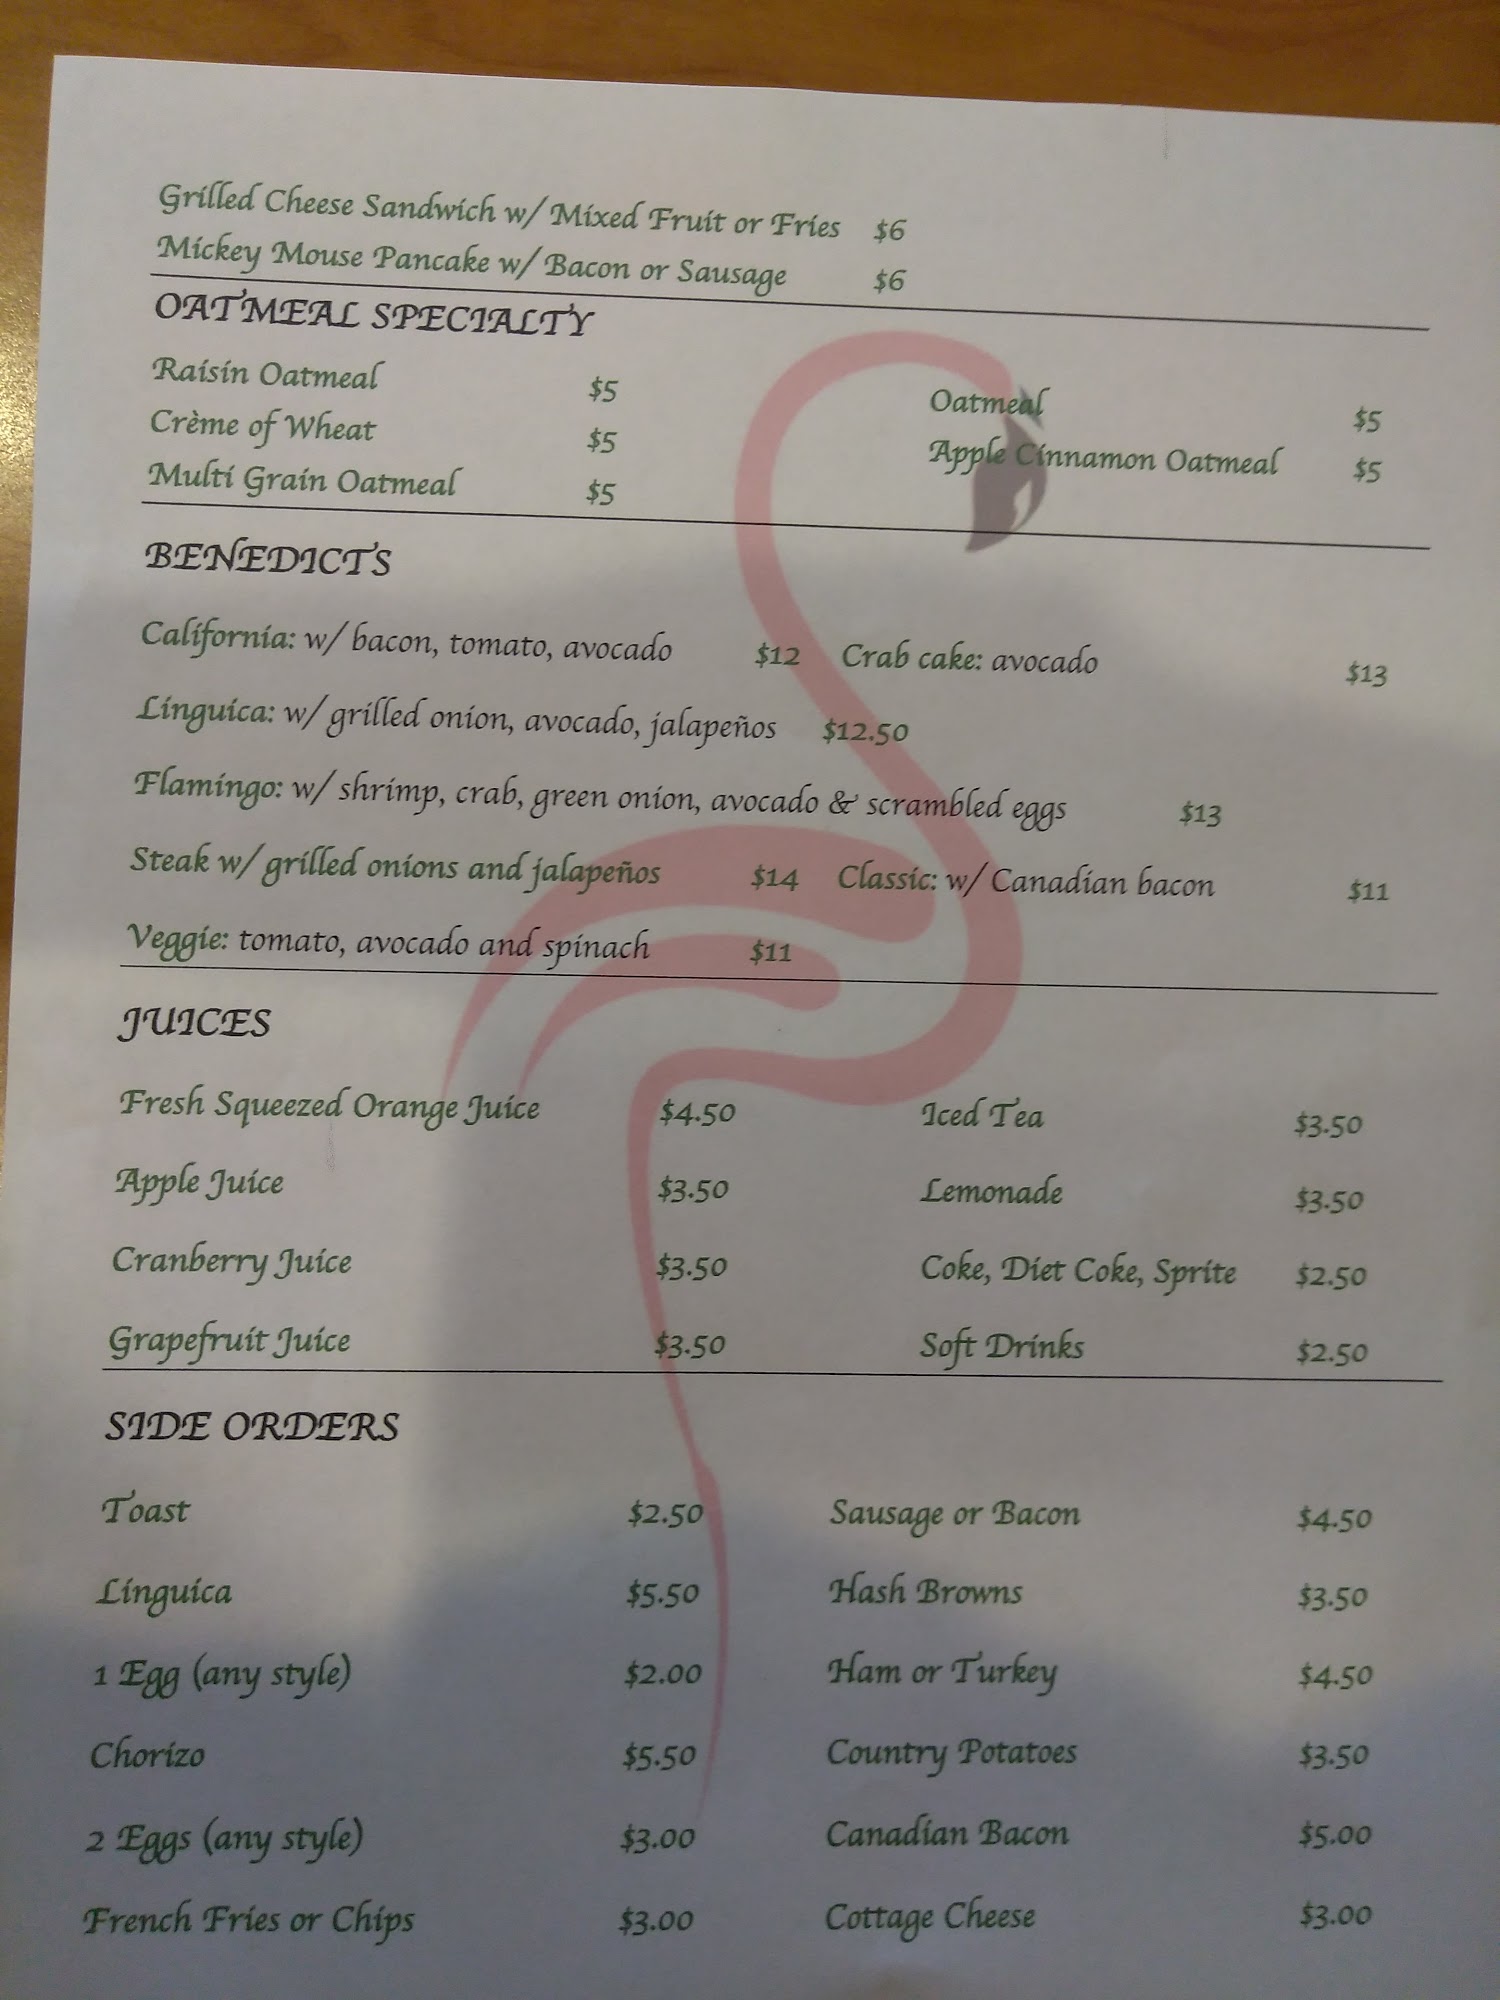 Grilled Cheese Sandwich w/ Mixed Fruit or Fries $6
Mickey Mouse Pancake w/ Bacon or Sausage $6
OATMEAL SPECIALTY
Raisin Oatmeal $5 Oatmeal $5
Crème of Wheat $5 Apple Cinnamon Oatmeal $5
Multi Grain Oatmeal $5
BENEDICTS
California: w/ bacon, tomato, avocado $12 Crab cake: avocado $13
Linguica: w/ grilled onion, avocado, jalapeños $12.50
Flamingo: w/ shrimp, crab, green onion, avocado & scrambled eggs $13
Steak w/ grilled onions and jalapeños $14 Classic: w/ Canadian bacon $11
Veggie: tomato, avocado and spinach $11
JUICES
Fresh Squeezed Orange Juice $4.50 Iced Tea $3.50
Apple Juice $3.50 Lemonade $3.50
Cranberry Juice $3.50 Coke, Diet Coke, Sprite $2.50
Grapefruit Juice $3.50 Soft Drinks $2.50
SIDE ORDERS
Toast $2.50 Sausage or Bacon $4.50
Linguica $5.50 Hash Browns $3.50
1 Egg (any style) $2.00 Ham or Turkey $4.50
Chorizo $5.50 Country Potatoes $3.50
2 Eggs (any style) $3.00 Canadian Bacon $5.00
French Fries or Chips $3.00 Cottage Cheese $3.00